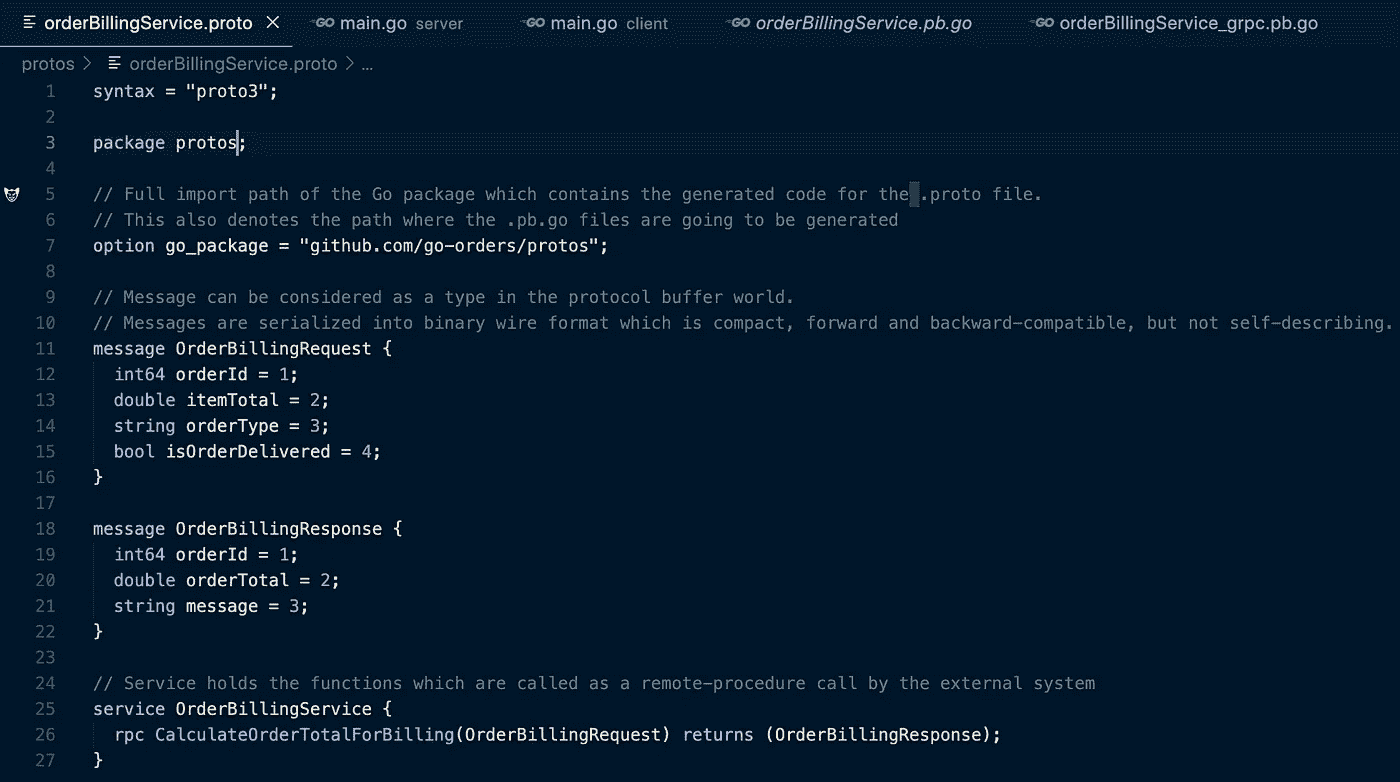 orderBillingService.proto × GO main.go server GO main.go client GO orderBillingService.pb.go GO orderBillingService_grpc.pb.go
protos > orderBillingService.proto > ...
1 syntax = "proto3";
2
3 package protos;
4
5 // Full import path of the Go package which contains the generated code for the .proto file.
6 // This also denotes the path where the .pb.go files are going to be generated
7 option go_package = "github.com/go-orders/protos";
8
9 // Message can be considered as a type in the protocol buffer world.
10 // Messages are serialized into binary wire format which is compact, forward and backward-compatible, but not self-describing.
11 message OrderBillingRequest {
12 int64 orderId = 1;
13 double itemTotal = 2;
14 string orderType = 3;
15 bool isOrderDelivered = 4;
16 }
17
18 message OrderBillingResponse {
19 int64 orderId = 1;
20 double orderTotal = 2;
21 string message = 3;
22 }
23
24 // Service holds the functions which are called as a remote-procedure call by the external system
25 service OrderBillingService {
26 rpc CalculateOrderTotalForBilling(OrderBillingRequest) returns (OrderBillingResponse);
27 }